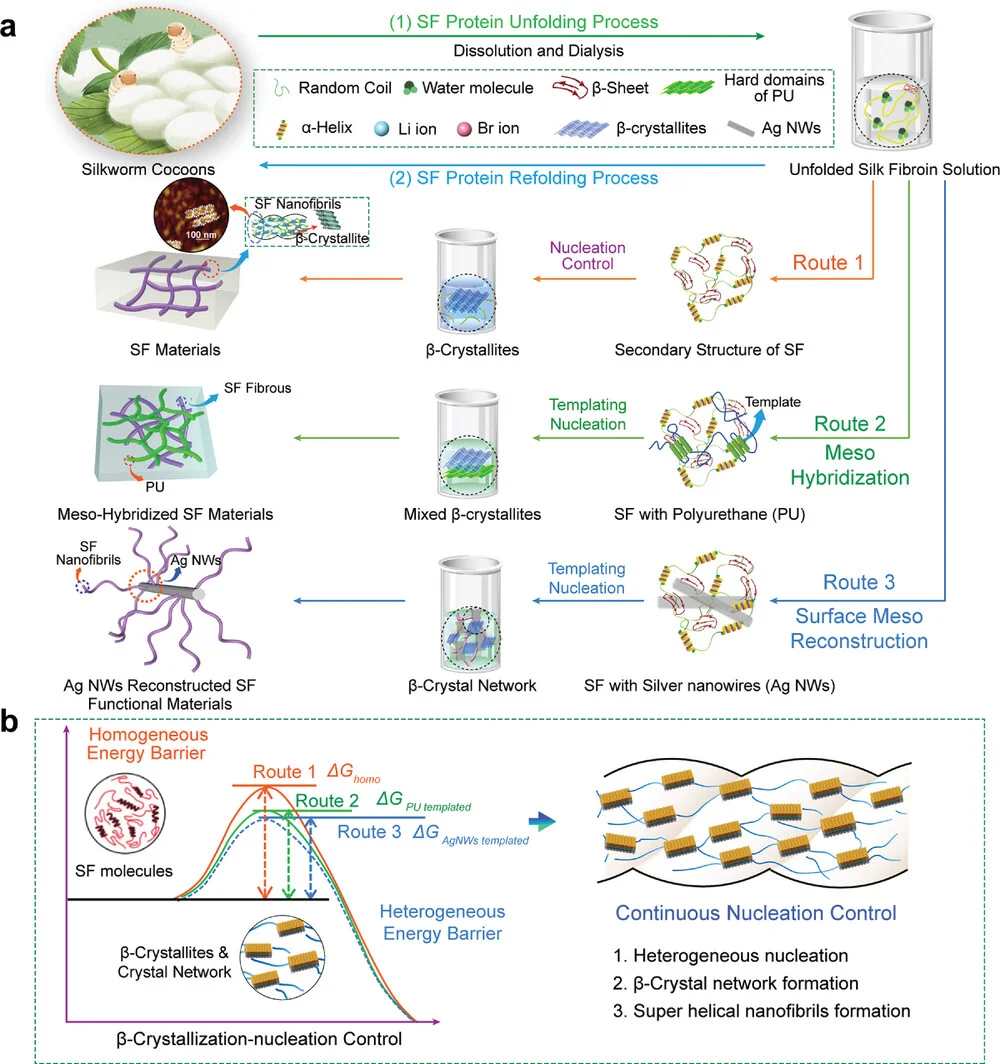 a
(1) SF Protein Unfolding Process
Dissolution and Dialysis
Random Coil
Water molecule
β-Sheet
Hard domains
of PU
α-Helix
Li ion
Br ion
β-crystallites
Ag NWs
Silkworm Cocoons
(2) SF Protein Refolding Process
Unfolded Silk Fibroin Solution
SF Nanofibrils
β-Crystallite
100 nm
Nucleation
Control
Route 1
SF Materials
β-Crystallites
Secondary Structure of SF
SF Fibrous
PU
Templating
Nucleation
Template
Route 2
Meso
Hybridization
Meso-Hybridized SF Materials
Mixed β-crystallites
SF with Polyurethane (PU)
SF
Nanofibrils
Ag NWs
Templating
Nucleation
Route 3
Surface Meso
Reconstruction
Ag NWs Reconstructed SF
Functional Materials
β-Crystal Network
SF with Silver nanowires (Ag NWs)
b
Homogeneous
Energy Barrier
Route 1 ΔGhomo
Route 2 ΔGPU templated
Route 3 ΔGAgNWs templated
SF molecules
Heterogeneous
Energy Barrier
β-Crystallites &
Crystal Network
β-Crystallization-nucleation Control
Continuous Nucleation Control
1. Heterogeneous nucleation
2. β-Crystal network formation
3. Super helical nanofibrils formation